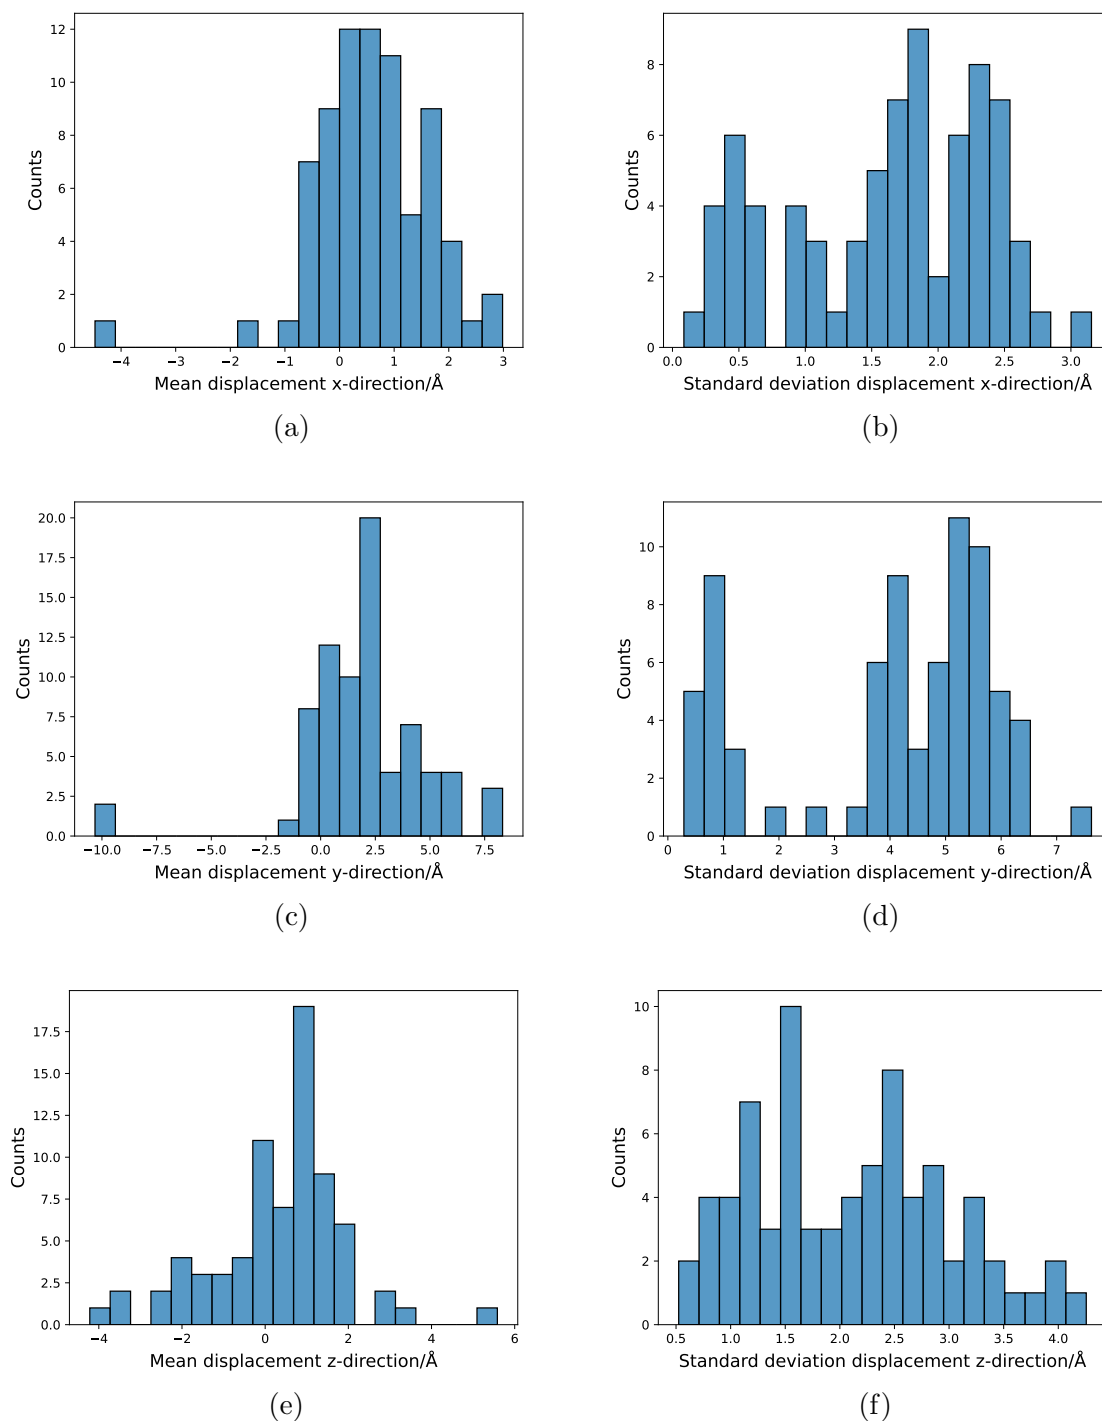 12
10
8
6
4
2
0
Counts
−4 −3 −2 −1 0 1 2 3
Mean displacement x-direction/Å
(a)
8
6
4
2
0
Counts
0.0 0.5 1.0 1.5 2.0 2.5 3.0
Standard deviation displacement x-direction/Å
(b)
20.0
17.5
15.0
12.5
10.0
7.5
5.0
2.5
0.0
Counts
−10.0 −7.5 −5.0 −2.5 0.0 2.5 5.0 7.5
Mean displacement y-direction/Å
(c)
10
8
6
4
2
0
Counts
0 1 2 3 4 5 6 7
Standard deviation displacement y-direction/Å
(d)
17.5
15.0
12.5
10.0
7.5
5.0
2.5
0.0
Counts
−4 −2 0 2 4 6
Mean displacement z-direction/Å
(e)
10
8
6
4
2
0
Counts
0.5 1.0 1.5 2.0 2.5 3.0 3.5 4.0
Standard deviation displacement z-direction/Å
(f)